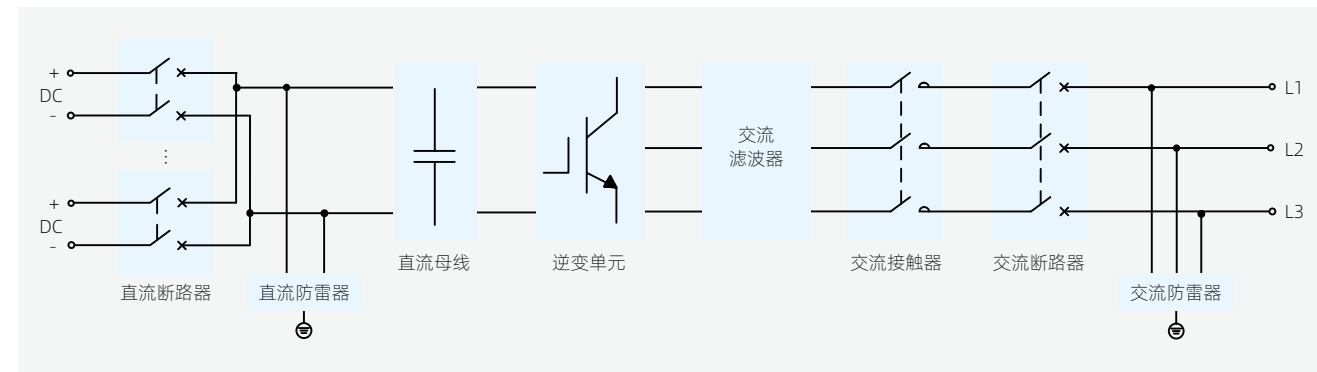 +
DC
-
⋮
+
DC
-
直流断路器
直流防雷器
直流母线
逆变单元
交流
滤波器
交流接触器
交流断路器
交流防雷器
L1
L2
L3